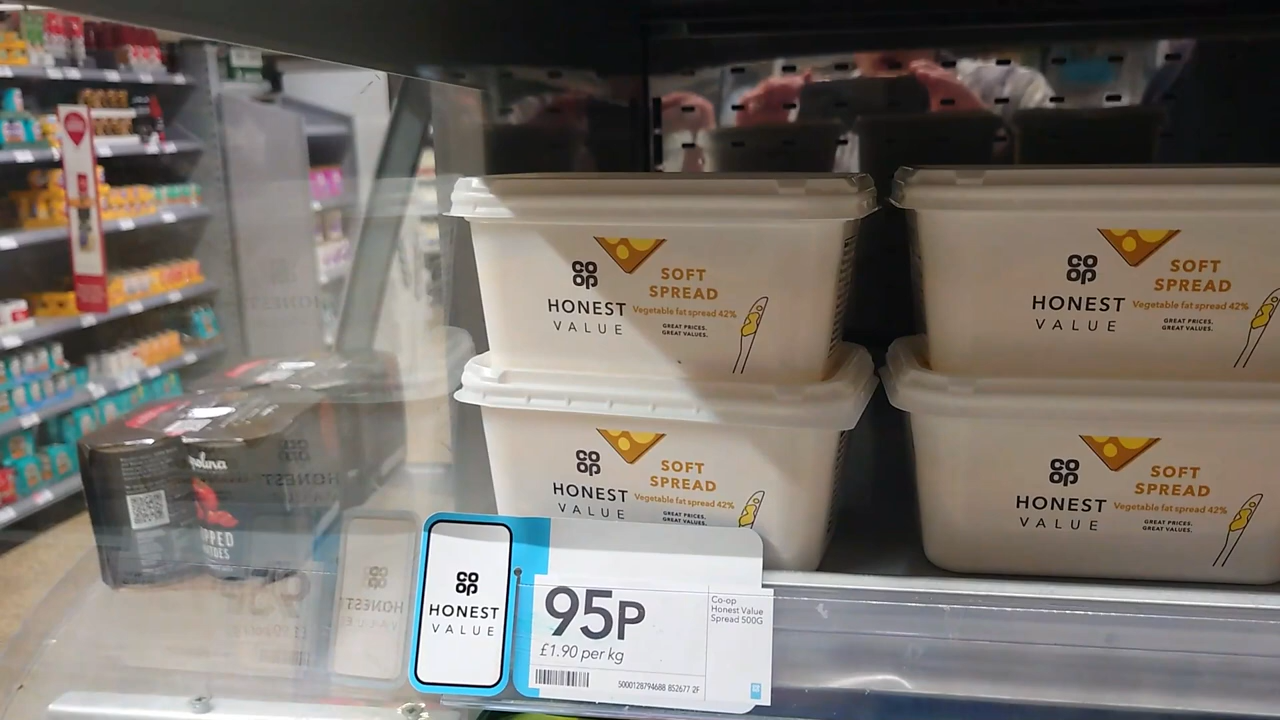 CO
OP
HONEST
VALUE
SOFT
SPREAD
Vegetable fat spread 42%
GREAT PRICES.
GREAT VALUES.
CO
OP
HONEST
VALUE
SOFT
SPREAD
Vegetable fat spread 42%
GREAT PRICES.
GREAT VALUES.
CO
OP
HONEST
VALUE
SOFT
SPREAD
Vegetable fat spread 42%
GREAT PRICES.
GREAT VALUES.
CO
OP
HONEST
VALUE
SOFT
SPREAD
Vegetable fat spread 42%
GREAT PRICES.
GREAT VALUES.
CO
OP
HONEST
VALUE
95P
£1.90 per kg
5000128794688 852677 2F
Co-op
Honest Value
Spread 500G